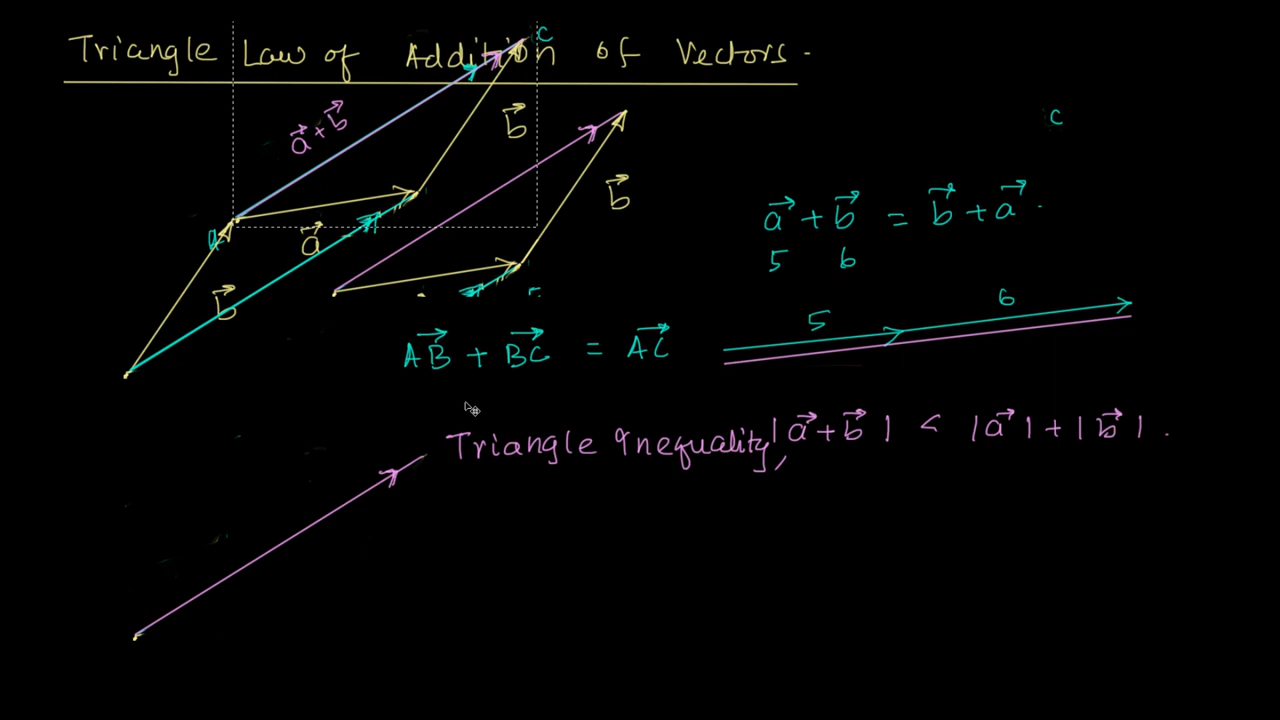 Triangle Law of Addition of Vectors.
C
C
a⃗+b⃗
b⃗
b⃗
a⃗ + b⃗ = b⃗ + a⃗.
5 6
a⃗
b⃗
5 6
AB⃗ + BC⃗ = AC⃗
Triangle Inequality, |a⃗+b⃗| < |a⃗|+|b⃗|.